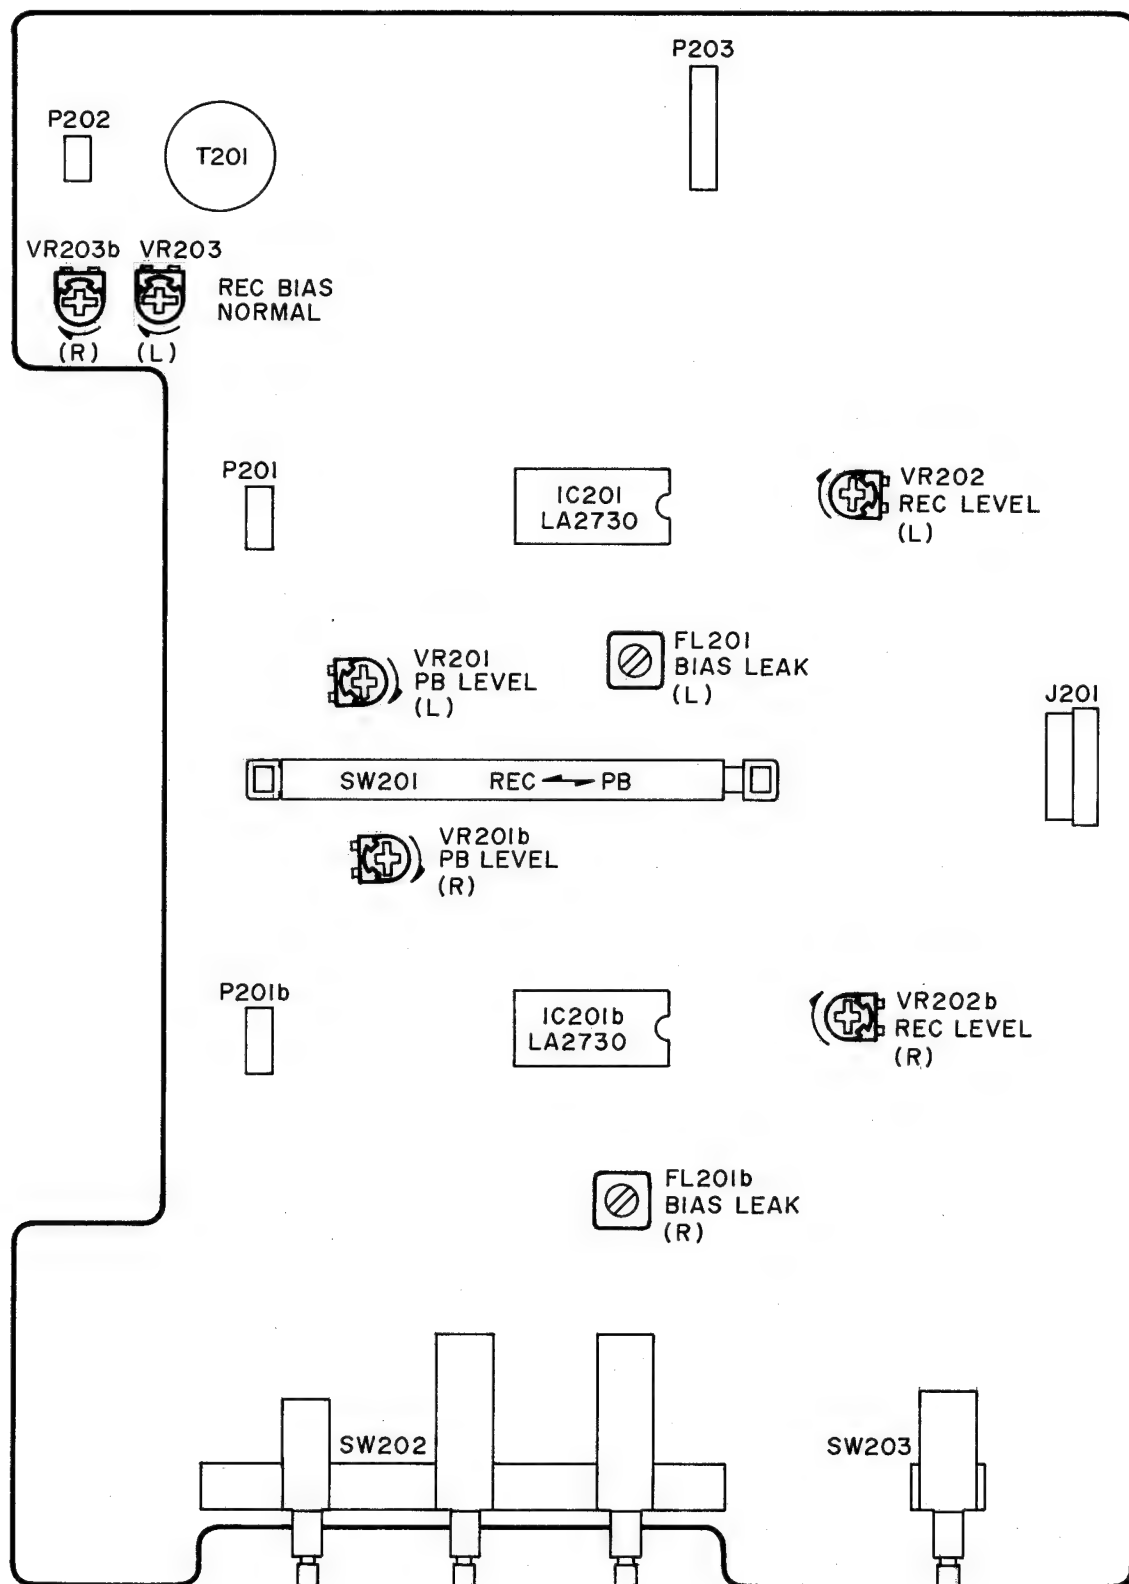 P203
P202
T201
VR203b
VR203
REC BIAS
NORMAL
(R)
(L)
P201
IC201
LA2730
VR202
REC LEVEL
(L)
FL201
BIAS LEAK
(L)
VR201
PB LEVEL
(L)
J201
SW201
REC
PB
VR201b
PB LEVEL
(R)
P201b
IC201b
LA2730
VR202b
REC LEVEL
(R)
FL201b
BIAS LEAK
(R)
SW202
SW203